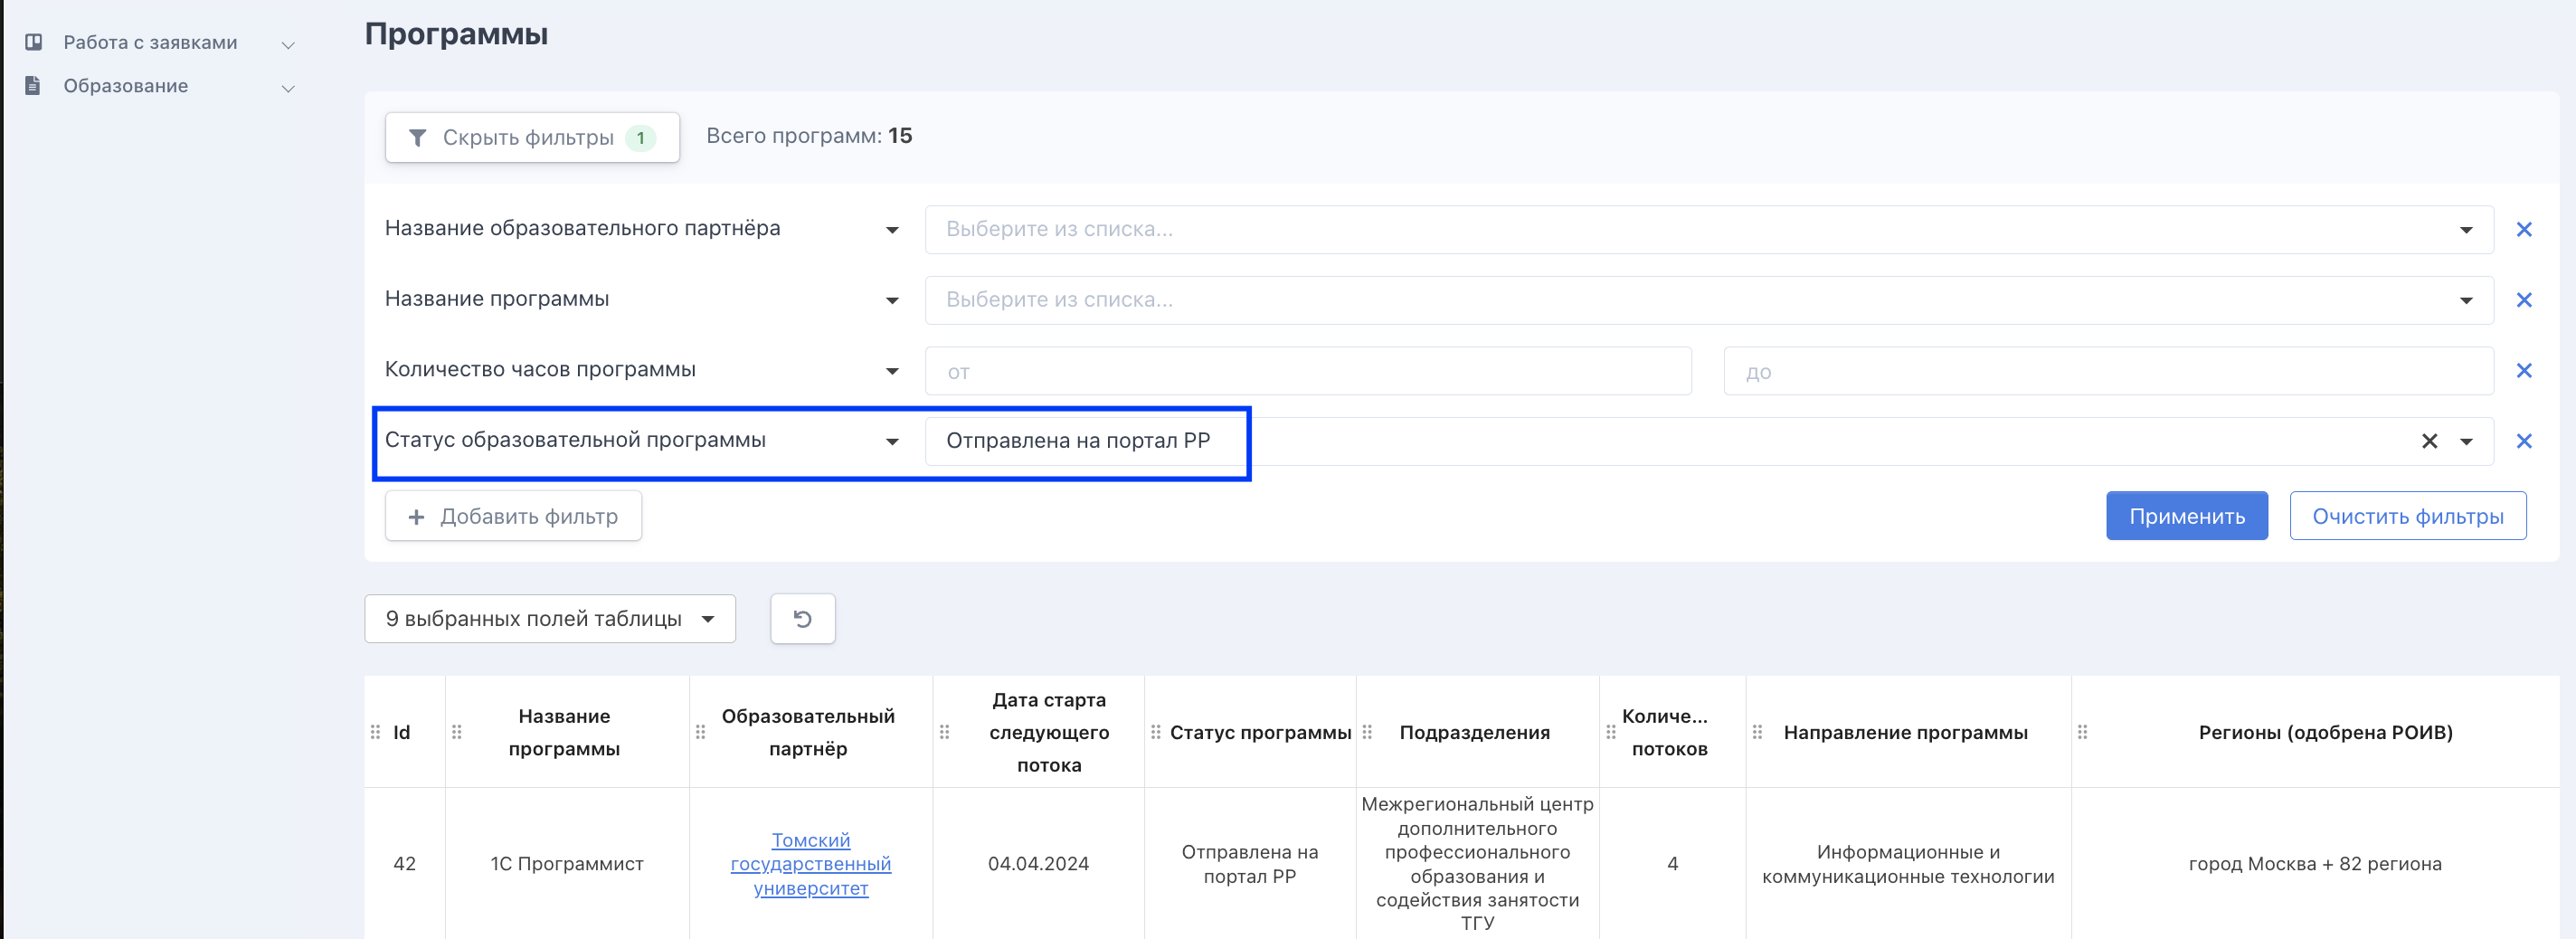 Работа с заявками
Образование
Программы
Скрыть фильтры 1
Всего программ: 15
Название образовательного партнёра
Выберите из списка...
Название программы
Выберите из списка...
Количество часов программы
от
до
Статус образовательной программы
Отправлена на портал РР
Добавить фильтр
Применить
Очистить фильтры
9 выбранных полей таблицы
Id
Название
программы
Образовательный
партнёр
Дата старта
следующего
потока
Статус программы
Подразделения
Количе...
потоков
Направление программы
Регионы (одобрена РОИВ)
42
1С Программист
Томский
государственный
университет
04.04.2024
Отправлена на
портал РР
Межрегиональный центр
дополнительного
профессионального
образования и
содействия занятости
ТГУ
4
Информационные и
коммуникационные технологии
город Москва + 82 региона